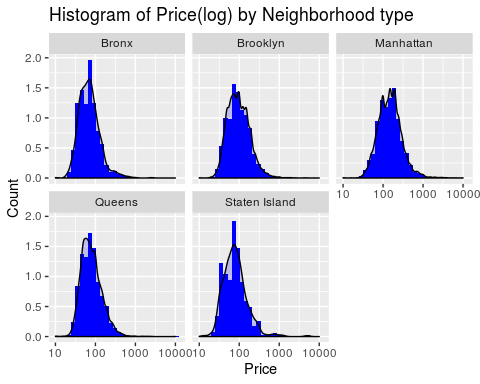 Histogram of Price(log) by Neighborhood type
Bronx Brooklyn Manhattan
2.0
1.5
1.0
0.5
0.0
10 100 1000 10000
Queens Staten Island
2.0
1.5
1.0
0.5
0.0
10 100 1000 10000 10 100 1000 10000
Count
Price